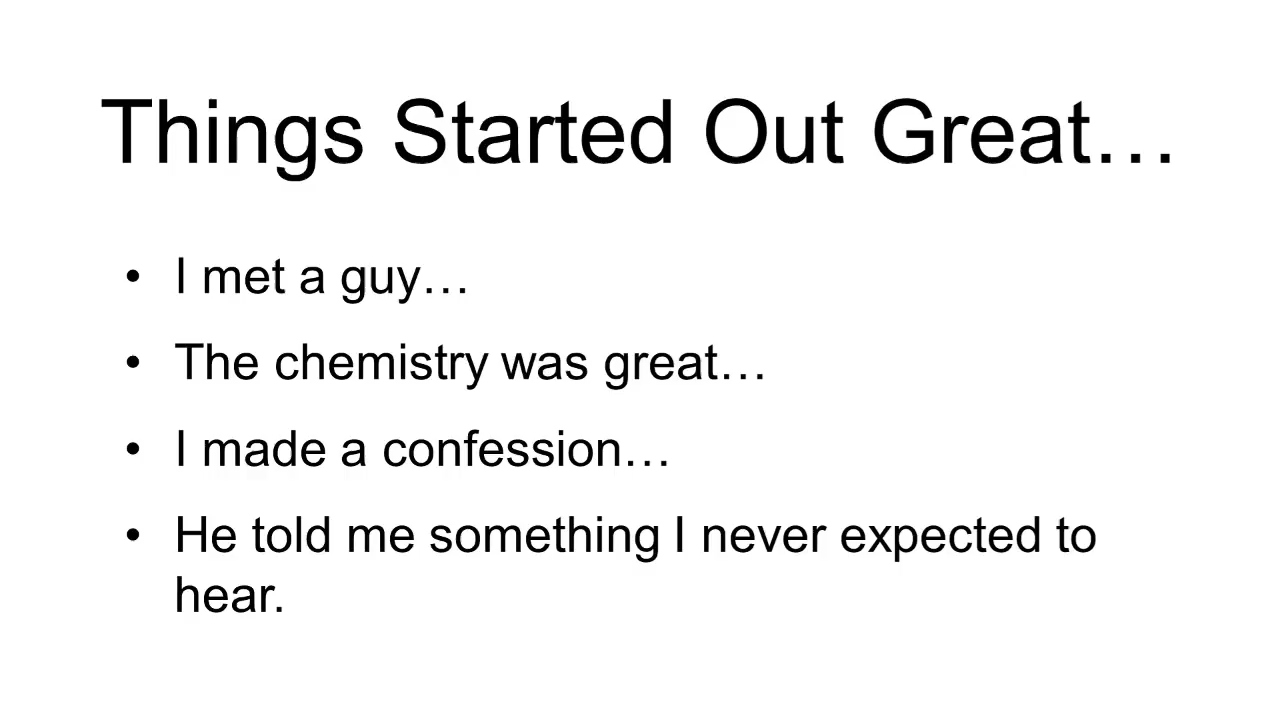 Things Started Out Great…
• I met a guy…
• The chemistry was great…
• I made a confession…
• He told me something I never expected to
hear.